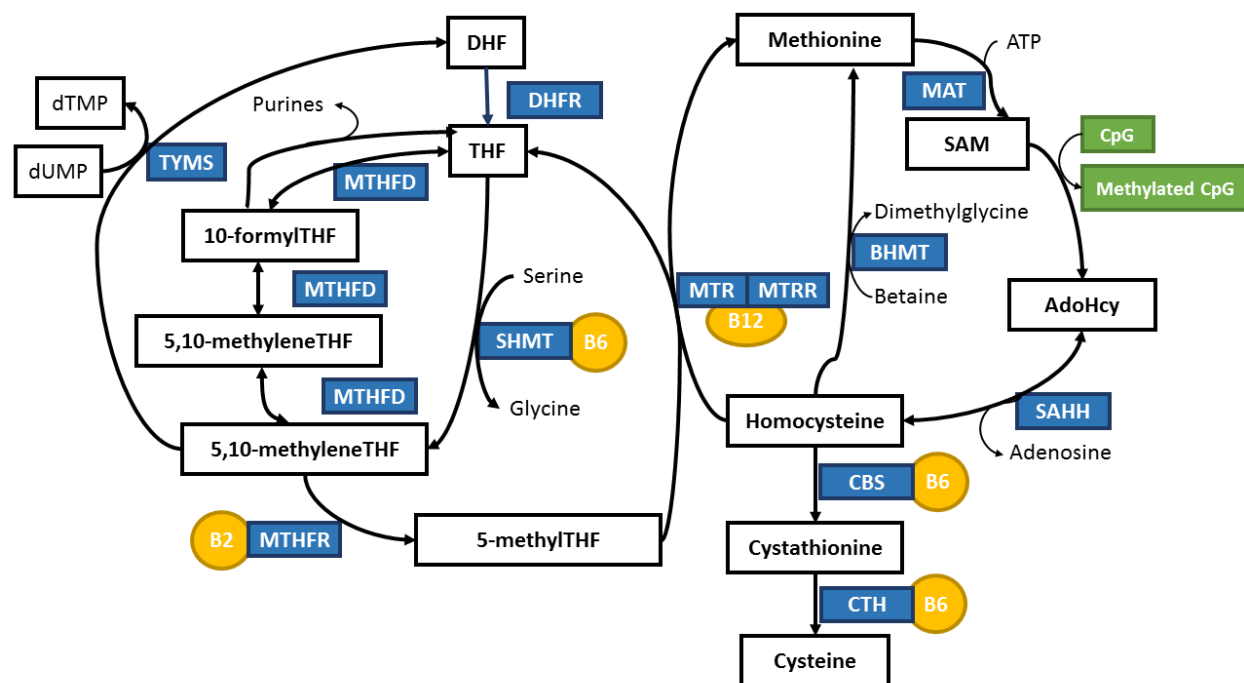 DHF
Methionine
ATP
dTMP
Purines
DHFR
MAT
dUMP
TYMS
THF
SAM
CpG
MTHFD
Methylated CpG
10-formylTHF
Dimethylglycine
BHMT
Serine
MTHFD
MTR
MTRR
Betaine
AdoHcy
B12
5,10-methyleneTHF
SHMT
B6
MTHFD
Glycine
Homocysteine
SAHH
5,10-methyleneTHF
Adenosine
CBS
B6
B2
MTHFR
5-methylTHF
Cystathionine
CTH
B6
Cysteine